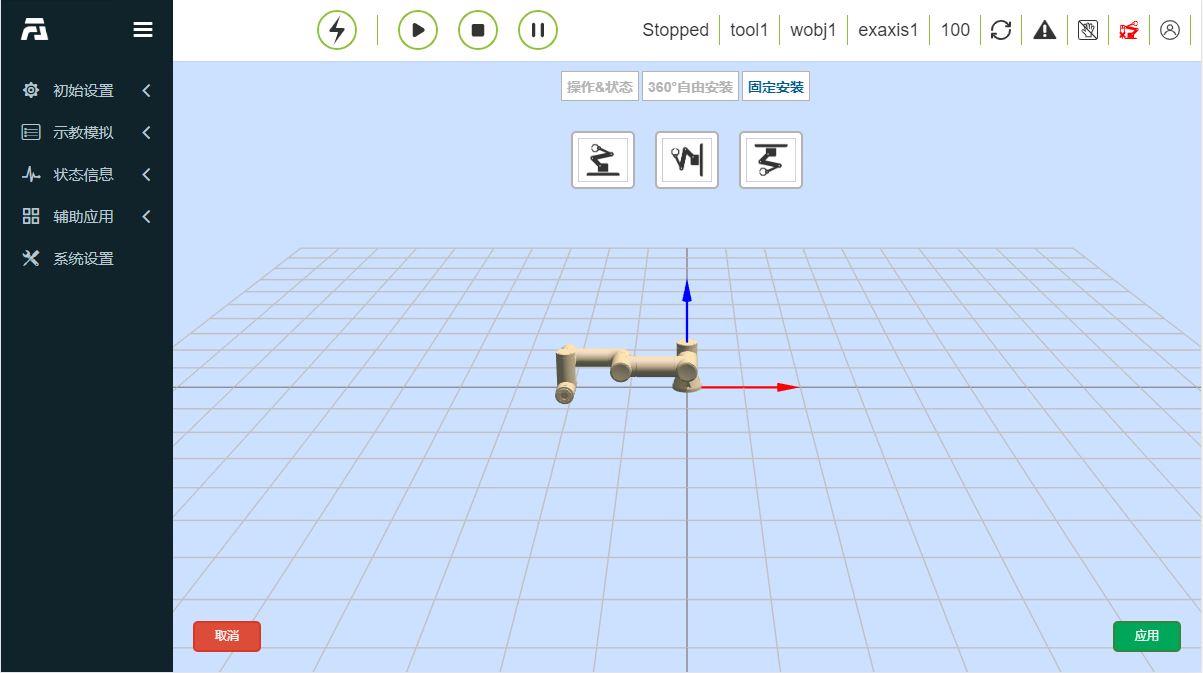 Stopped
tool1
wobj1
exaxis1
100
初始设置
示教模拟
状态信息
辅助应用
系统设置
操作&状态
360°自由安装
固定安装
取消
应用